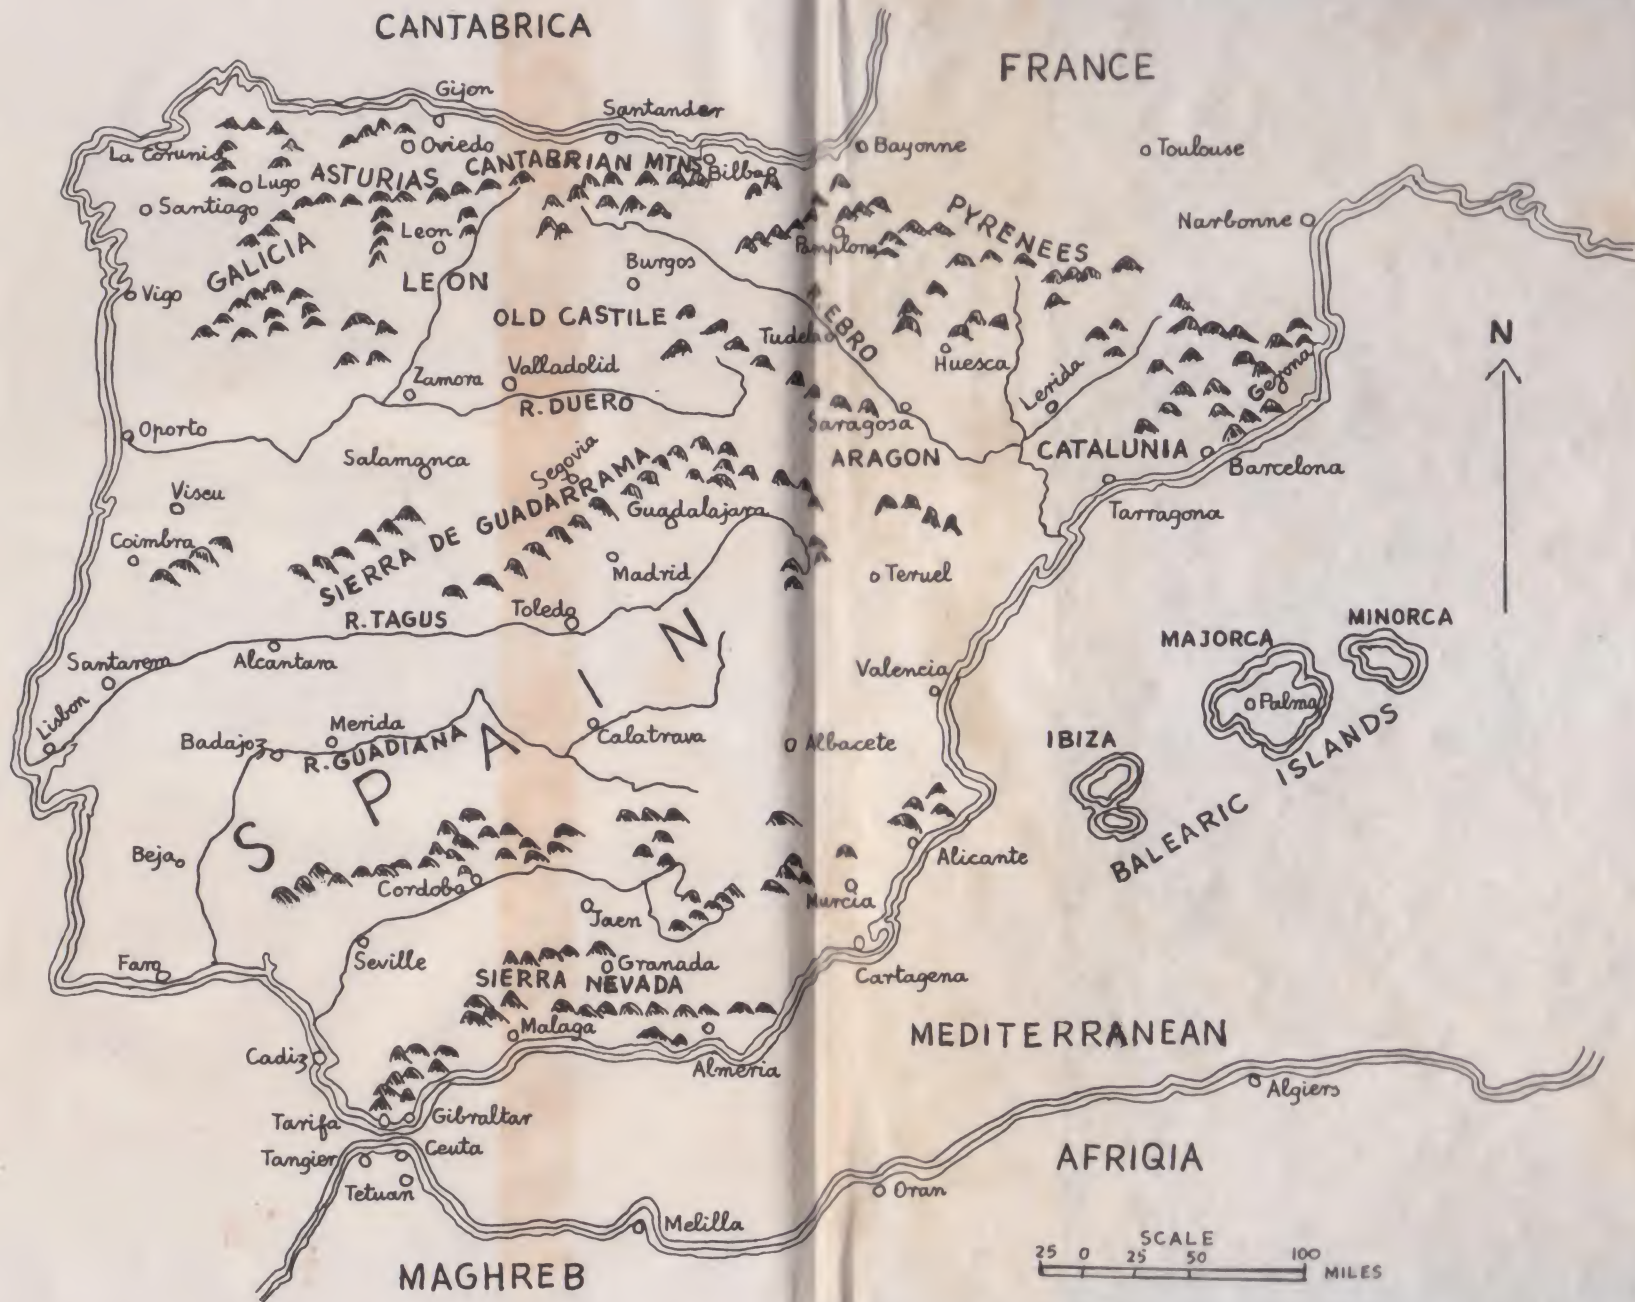 CANTABRICA
FRANCE
Gijon
Santander
La Corunia
Oviedo
Bayonne
Toulouse
ASTURIAS
CANTABRIAN MTNS
Bilbao
Lugo
Santiago
Leon
PYRENEES
Narbonne
Pamplona
GALICIA
LEON
Burgos
Vigo
OLD CASTILE
R. EBRO
Tudela
Huesca
N
Zamora
Valladolid
Lerida
Gerona
R. DUERO
Saragosa
Oporto
Salamanca
Segovia
ARAGON
CATALUNIA
Barcelona
Viseu
SIERRA DE GUADARRAMA
Guadalajara
Tarragona
Coimbra
Madrid
Teruel
R. TAGUS
Toledo
MINORCA
MAJORCA
Santarem
Alcantara
Valencia
Palma
Lisbon
Merida
Badajoz
R. GUADIANA
Calatrava
Albacete
IBIZA
BALEARIC ISLANDS
SPAIN
Beja
Cordoba
Alicante
Jaen
Murcia
Faro
Seville
Granada
SIERRA NEVADA
Cartagena
Malaga
MEDITERRANEAN
Cadiz
Almeria
Algiers
Tarifa
Gibraltar
Tangier
Ceuta
AFRIQIA
Tetuan
Oran
Melilla
MAGHREB
SCALE
25 0 25 50 100
MILES